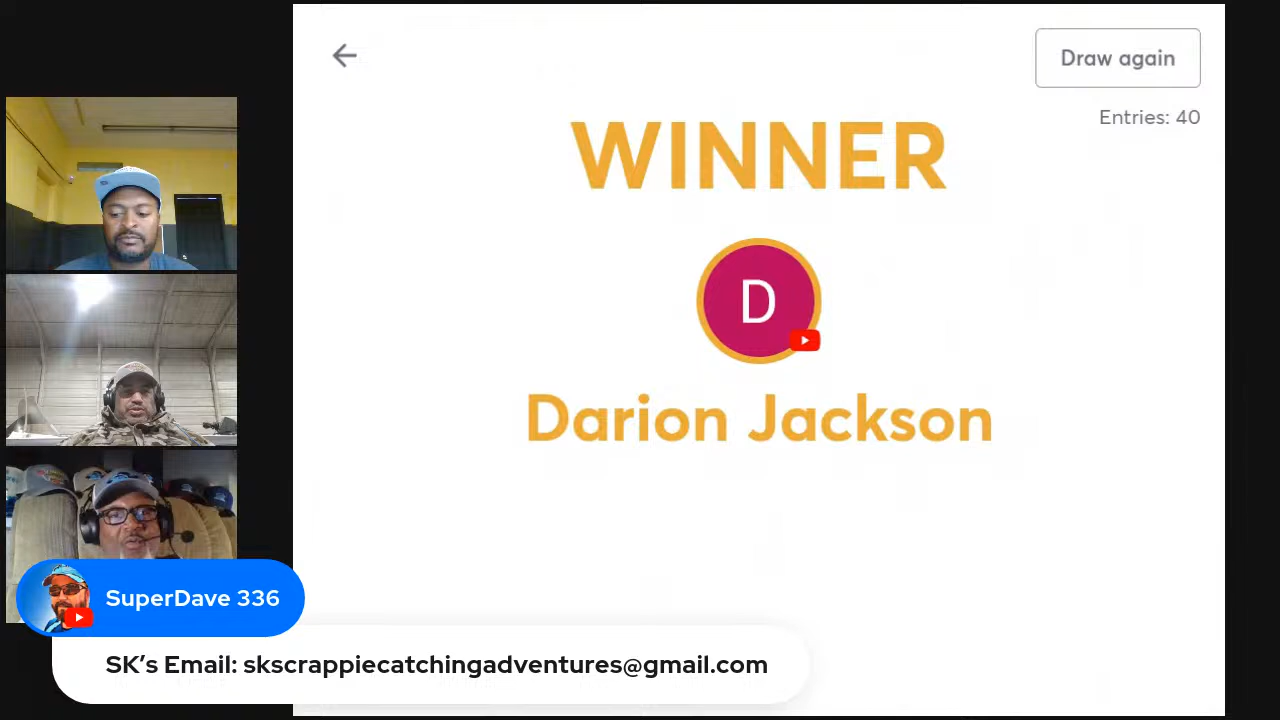 Draw again
Entries: 40
WINNER
D
Darion Jackson
SuperDave 336
SK’s Email: skscrappiecatchingadventures@gmail.com